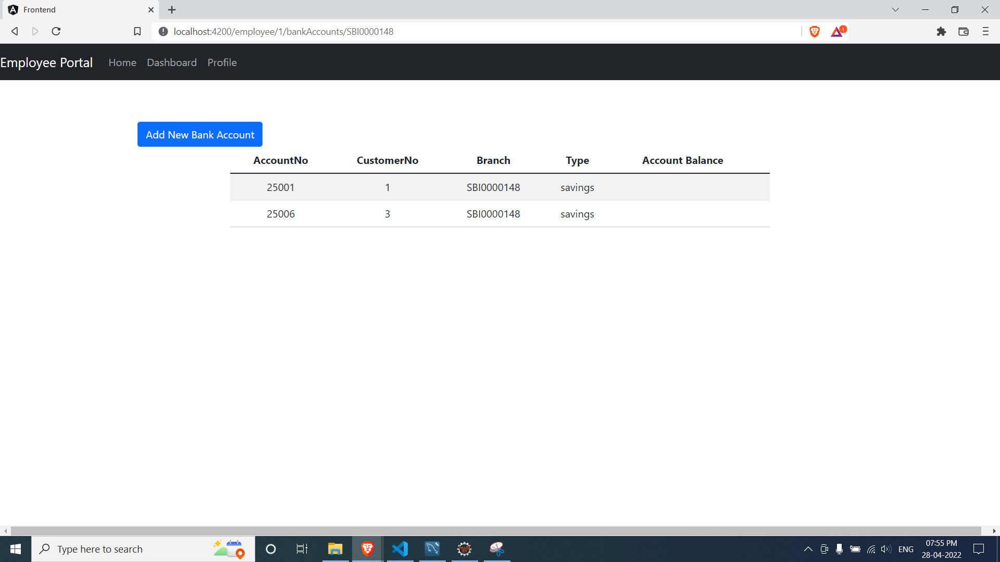 Frontend
localhost:4200/employee/1/bankAccounts/SBI0000148
1
Employee Portal Home Dashboard Profile
Add New Bank Account
AccountNo CustomerNo Branch Type Account Balance
25001 1 SBI0000148 savings
25006 3 SBI0000148 savings
Type here to search
ENG
07:55 PM
28-04-2022